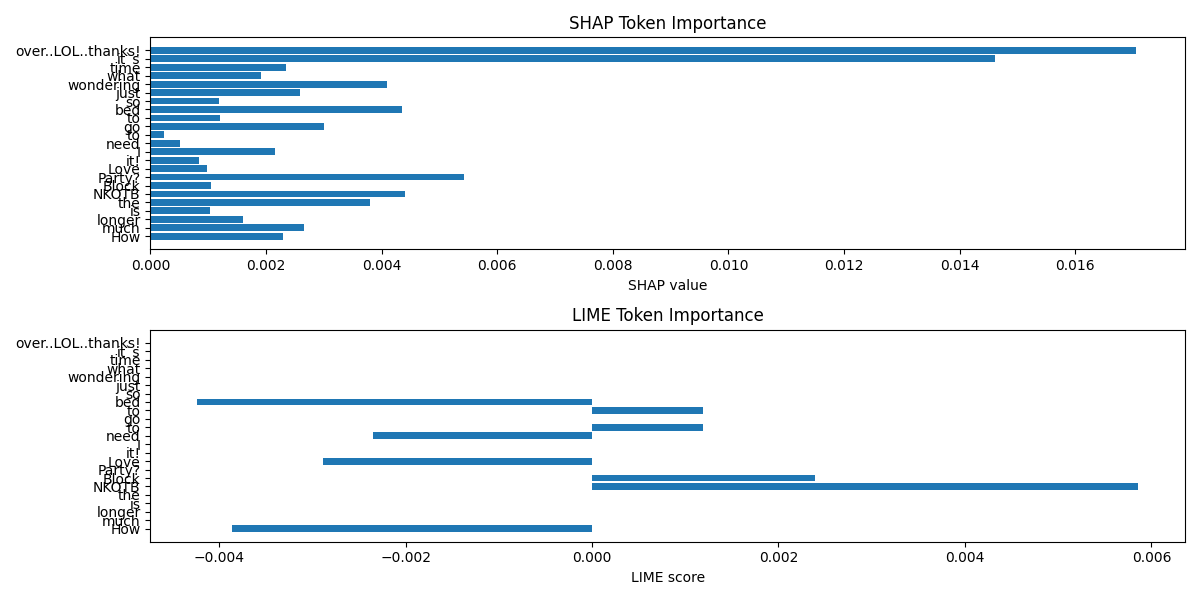 SHAP Token Importance
over..LOL..thanks!
it's
time
what
wondering
just
so
bed
to
go
to
need
I
it!
Love
Party?
Block
NKOTB
the
is
longer
much
How
0.000 0.002 0.004 0.006 0.008 0.010 0.012 0.014 0.016
SHAP value
LIME Token Importance
over..LOL..thanks!
it's
time
what
wondering
just
so
bed
to
go
to
need
I
it!
Love
Party?
Block
NKOTB
the
is
longer
much
How
−0.004 −0.002 0.000 0.002 0.004 0.006
LIME score